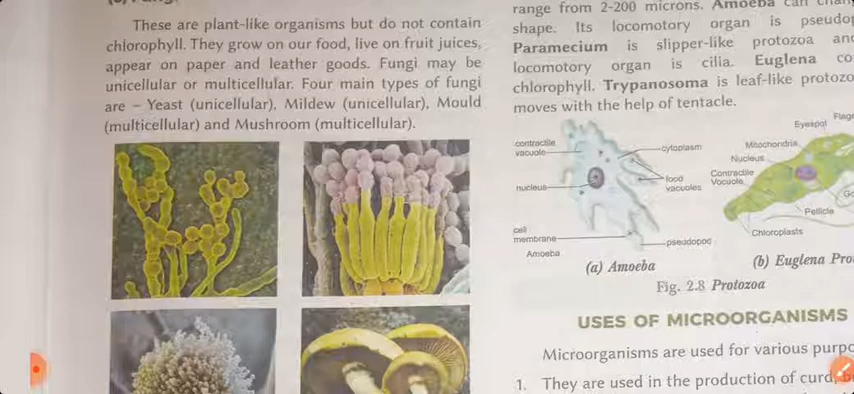 These are plant-like organisms but do not contain
chlorophyll. They grow on our food, live on fruit juices,
appear on paper and leather goods. Fungi may be
unicellular or multicellular. Four main types of fungi
are – Yeast (unicellular), Mildew (unicellular), Mould
(multicellular) and Mushroom (multicellular).
range from 2-200 microns. Amoeba can
shape. Its locomotory organ is
Paramecium is slipper-like protozoa
locomotory organ is cilia. Euglena
chlorophyll. Trypanosoma is leaf-like
moves with the help of tentacle.
contractile
vacuole
cytoplasm
nucleus
food
vacuoles
cell
membrane
pseudopod
Amoeba
(a) Amoeba
Eyespot
Mitochondria
Nucleus
Contractile
Vocuole
Pellicle
Chloroplasts
(b) Euglena
Fig. 2.8 Protozoa
USES OF MICROORGANISMS
Microorganisms are used for various
1. They are used in the production of curd,